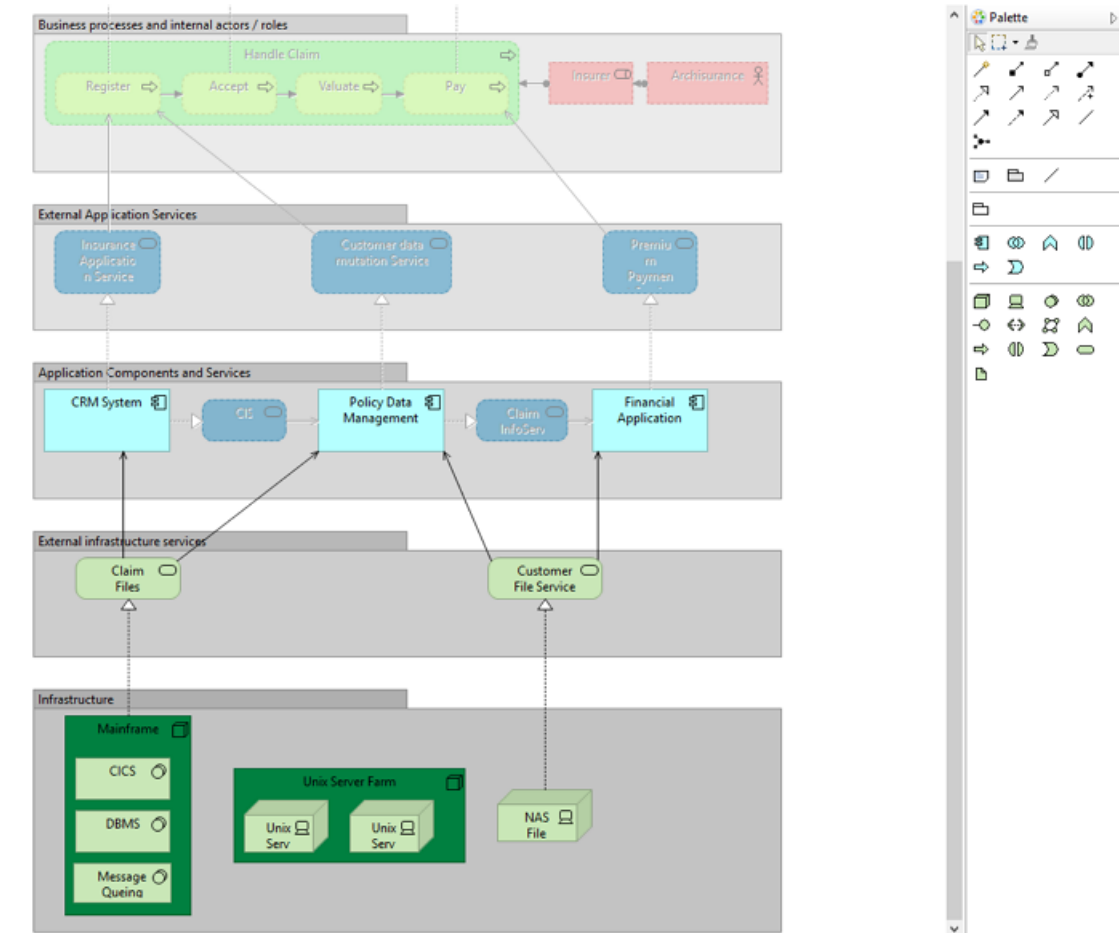 Business processes and internal actors / roles
Handle Claim
Register
Accept
Valuate
Pay
Insurer
Archisurance
External Application Services
Insurance
Applicatio
n Service
Customer data
mutation Service
Premiu
m
Paymen
Application Components and Services
CRM System
CIS
Policy Data
Management
Claim
InfoServ
Financial
Application
External infrastructure services
Claim
Files
Customer
File Service
Infrastructure
Mainframe
CICS
DBMS
Message
Queing
Unix Server Farm
Unix
Serv
Unix
Serv
NAS
File
Palette